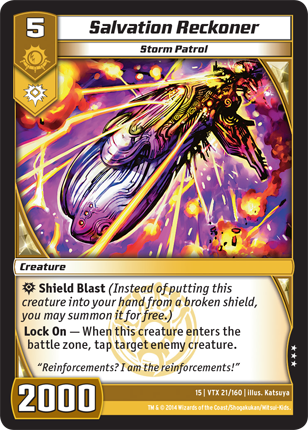 5
Salvation Reckoner
Storm Patrol
Creature
Shield Blast (Instead of putting this
creature into your hand from a broken shield,
you may summon it for free.)
Lock On — When this creature enters the
battle zone, tap target enemy creature.
"Reinforcements? I am the reinforcements!"
2000
15 | VTX 21/160 | illus. Katsuya
TM & © 2014 Wizards of the Coast/Shogakukan/Mitsui-Kids.